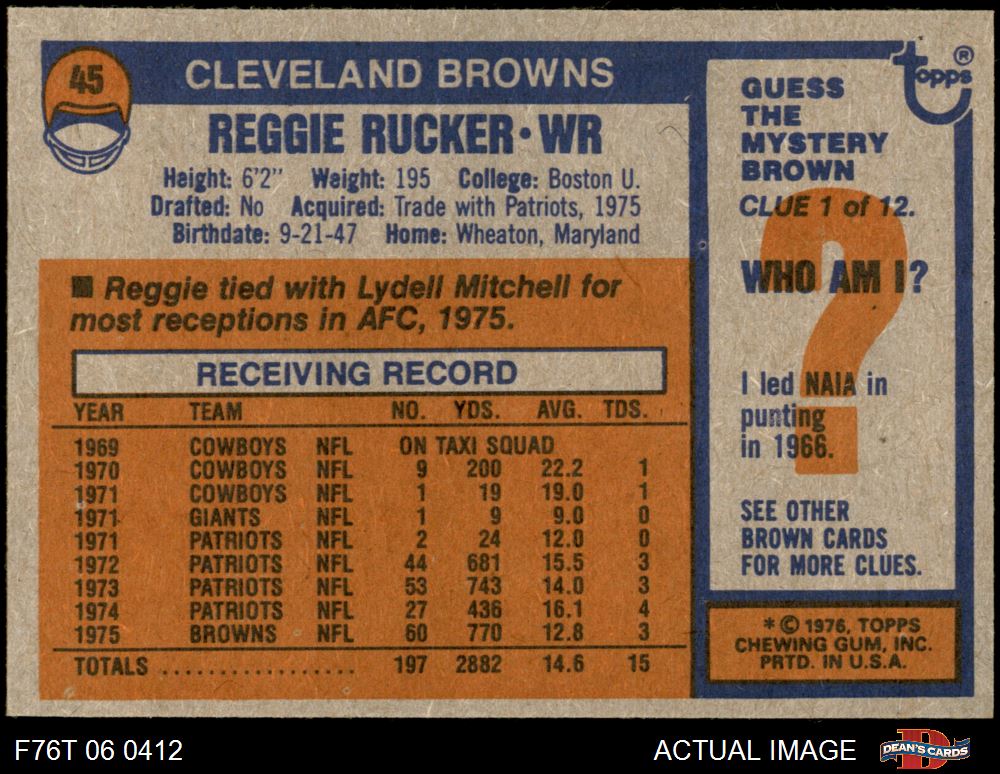 45
CLEVELAND BROWNS
REGGIE RUCKER • WR
Height: 6'2" Weight: 195 College: Boston U.
Drafted: No Acquired: Trade with Patriots, 1975
Birthdate: 9-21-47 Home: Wheaton, Maryland
■ Reggie tied with Lydell Mitchell for
most receptions in AFC, 1975.
RECEIVING RECORD
YEAR TEAM NO. YDS. AVG. TDS.
1969 COWBOYS NFL ON TAXI SQUAD
1970 COWBOYS NFL 9 200 22.2 1
1971 COWBOYS NFL 1 19 19.0 1
1971 GIANTS NFL 1 9 9.0 0
1971 PATRIOTS NFL 2 24 12.0 0
1972 PATRIOTS NFL 44 681 15.5 3
1973 PATRIOTS NFL 53 743 14.0 3
1974 PATRIOTS NFL 27 436 16.1 4
1975 BROWNS NFL 60 770 12.8 3
TOTALS ................. 197 2882 14.6 15
topps ®
GUESS
THE
MYSTERY
BROWN
CLUE 1 of 12.
?
WHO AM I?
I led NAIA in
punting
in 1966.
SEE OTHER
BROWN CARDS
FOR MORE CLUES.
* © 1976, TOPPS
CHEWING GUM, INC.
PRTD. IN U.S.A.
F76T 06 0412
ACTUAL IMAGE
DEAN'S CARDS